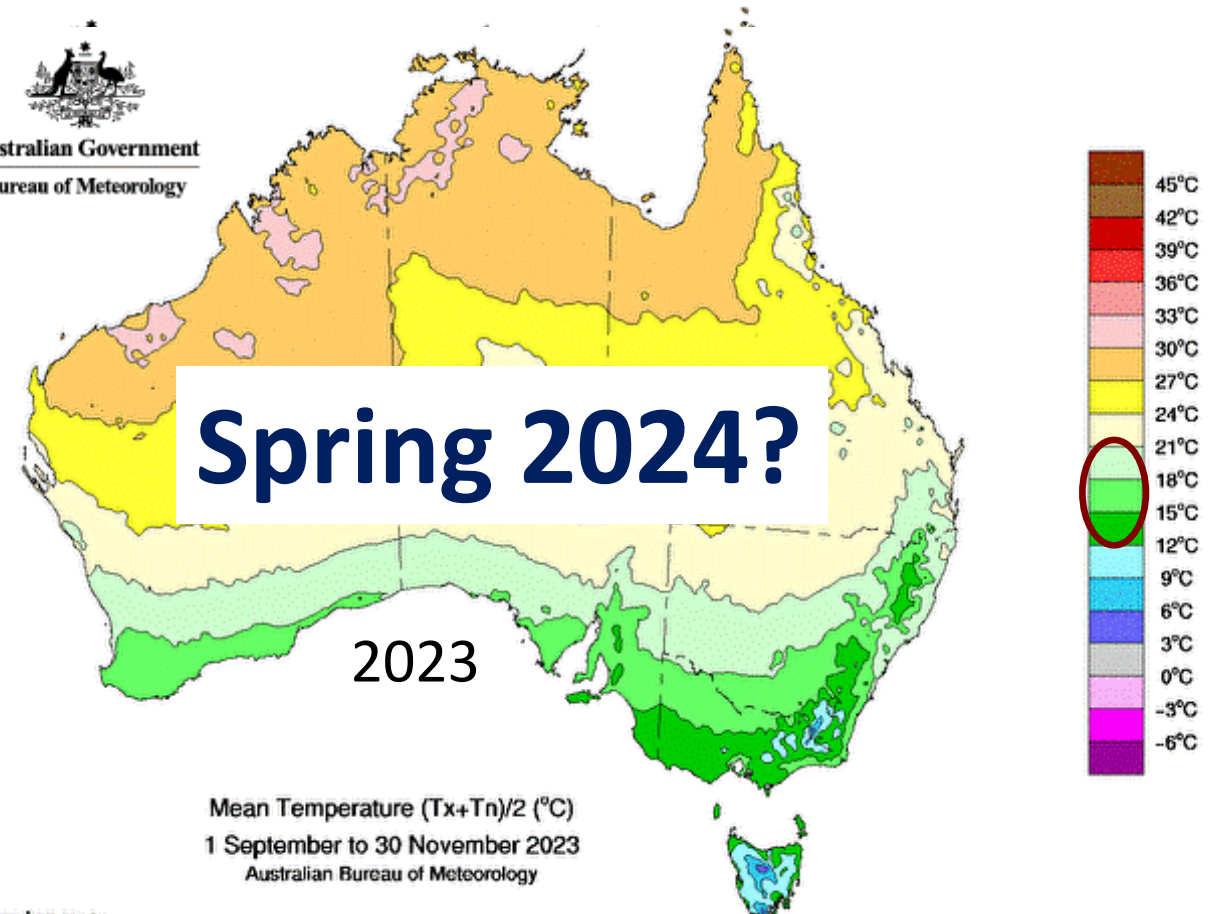 stralian Government
ureau of Meteorology
Spring 2024?
2023
Mean Temperature (Tx+Tn)/2 (°C)
1 September to 30 November 2023
Australian Bureau of Meteorology
45°C
42°C
39°C
36°C
33°C
30°C
27°C
24°C
21°C
18°C
15°C
12°C
9°C
6°C
3°C
0°C
-3°C
-6°C